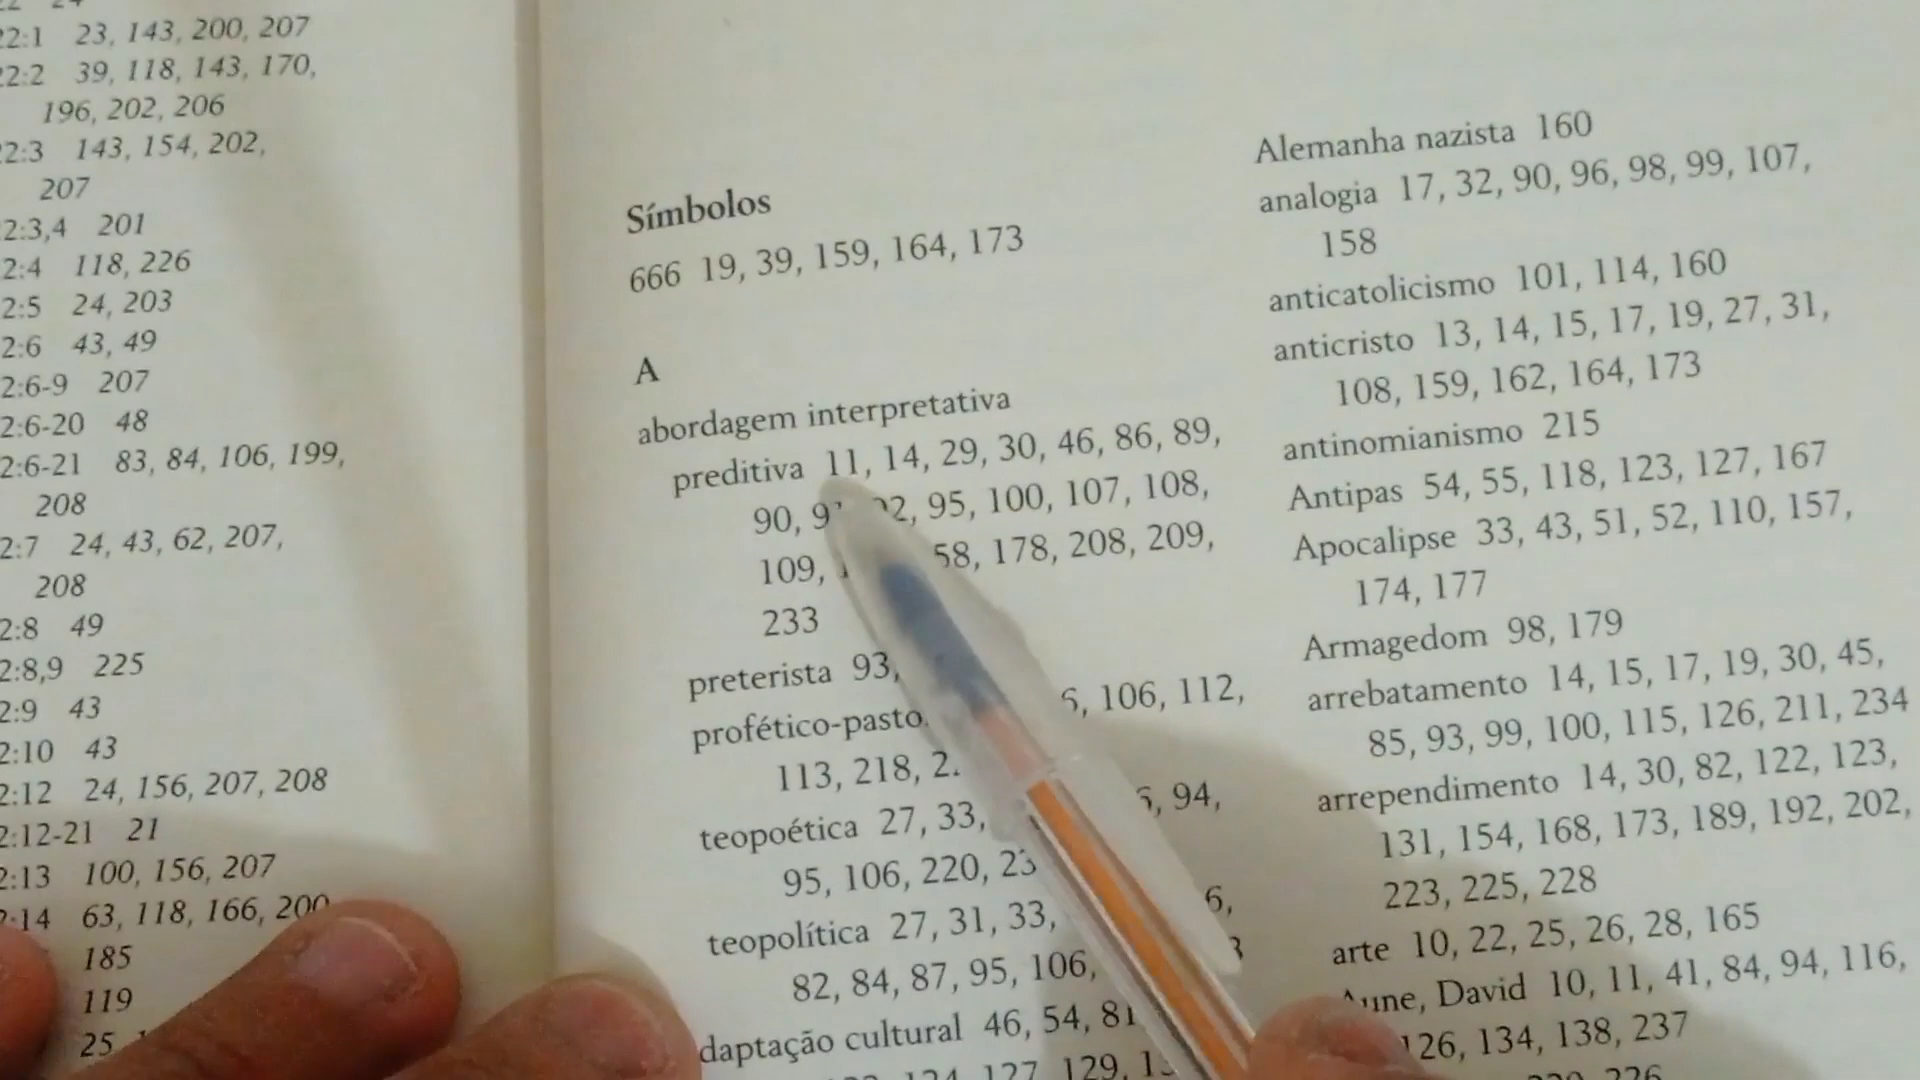 22:1 23, 143, 200, 207
22:2 39, 118, 143, 170,
196, 202, 206
22:3 143, 154, 202,
207
2:3,4 201
2:4 118, 226
2:5 24, 203
2:6 43, 49
2:6-9 207
2:6-20 48
2:6-21 83, 84, 106, 199,
208
2:7 24, 43, 62, 207,
208
2:8 49
2:8,9 225
2:9 43
2:10 43
2:12 24, 156, 207, 208
2:12-21 21
2:13 100, 156, 207
2:14 63, 118, 166, 200
185
119
25,
Símbolos
666 19, 39, 159, 164, 173
A
abordagem interpretativa
preditiva 11, 14, 29, 30, 46, 86, 89,
90, 95, 100, 107, 108,
109, 178, 208, 209,
233
preterista 93,
106, 112,
113, 218,
teopoética 27, 33, 94,
95, 106, 220,
teopolítica 27, 31, 33,
82, 84, 87, 95, 106,
daptação cultural 46, 54, 81
127, 129,
Alemanha nazista 160
analogia 17, 32, 90, 96, 98, 99, 107,
158
anticatolicismo 101, 114, 160
anticristo 13, 14, 15, 17, 19, 27, 31,
108, 159, 162, 164, 173
antinomianismo 215
Antipas 54, 55, 118, 123, 127, 167
Apocalipse 33, 43, 51, 52, 110, 157,
174, 177
Armagedom 98, 179
arrebatamento 14, 15, 17, 19, 30, 45,
85, 93, 99, 100, 115, 126, 211, 234
arrependimento 14, 30, 82, 122, 123,
131, 154, 168, 173, 189, 192, 202,
223, 225, 228
arte 10, 22, 25, 26, 28, 165
Aune, David 10, 11, 41, 84, 94, 116,
126, 134, 138, 237